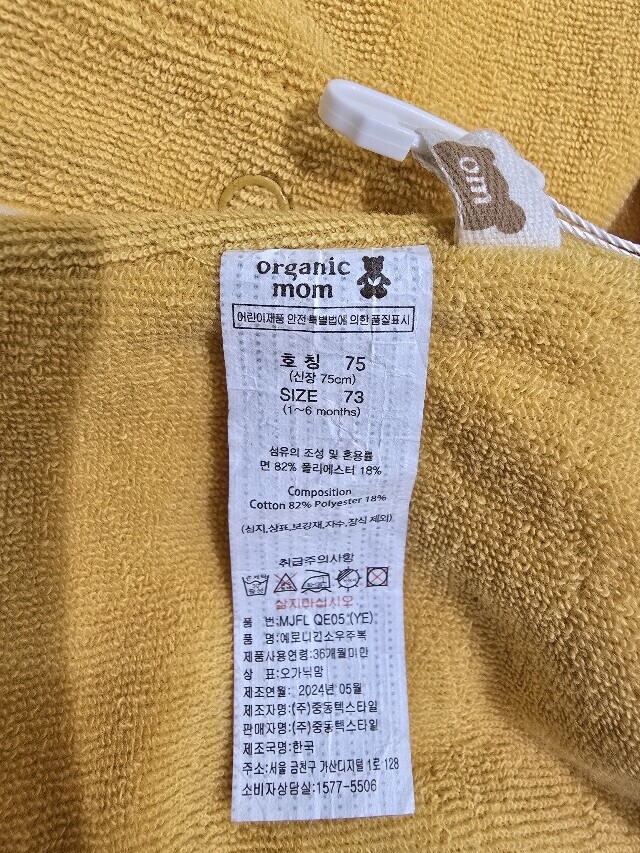 om
organic
mom
어린이제품 안전 특별법에 의한 품질표시
호 칭 75
(신장 75cm)
SIZE 73
(1~6 months)
섬유의 조성 및 혼용률
면 82% 폴리에스터 18%
Composition
Cotton 82% Polyester 18%
(심지,상표,보강재,자수,장식 제외)
취급주의사항
삶지마십시오
품 번:MJFL QE05 (YE)
품 명:예로니긴소우주복
제품사용연령:36개월미만
상 표:오가닉맘
제조연월: 2024년 05월
제조자명:(주)중동텍스타일
판매자명:(주)중동텍스타일
제조국명:한국
주소:서울 금천구 가산디지털 1로 128
소비자상담실:1577-5506